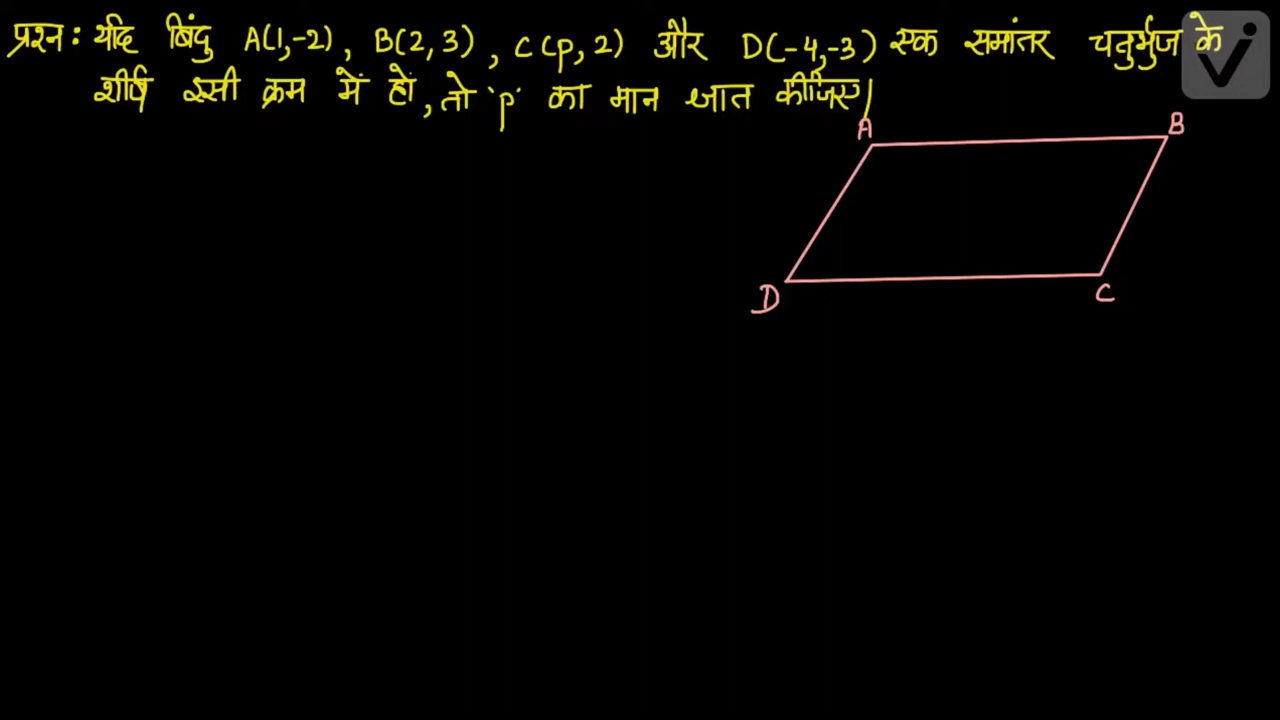 प्रश्न : यदि बिंदु A(1,-2), B(2,3), C(p,2) और D(-4,-3) एक समांतर चतुर्भुज के
शीर्ष इसी क्रम में हों, तो 'p' का मान ज्ञात कीजिए।
A
B
D
C